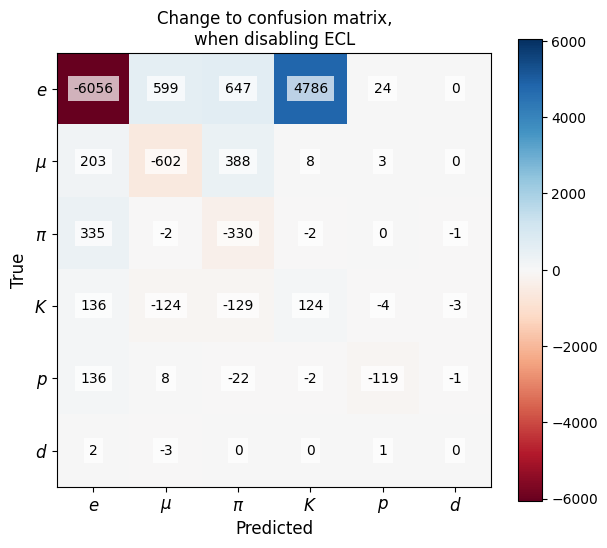 Change to confusion matrix,
when disabling ECL
e -6056 599 647 4786 24 0
μ 203 -602 388 8 3 0
π 335 -2 -330 -2 0 -1
K 136 -124 -129 124 -4 -3
p 136 8 -22 -2 -119 -1
d 2 -3 0 0 1 0
e μ π K p d
Predicted
True
6000
4000
2000
0
−2000
−4000
−6000